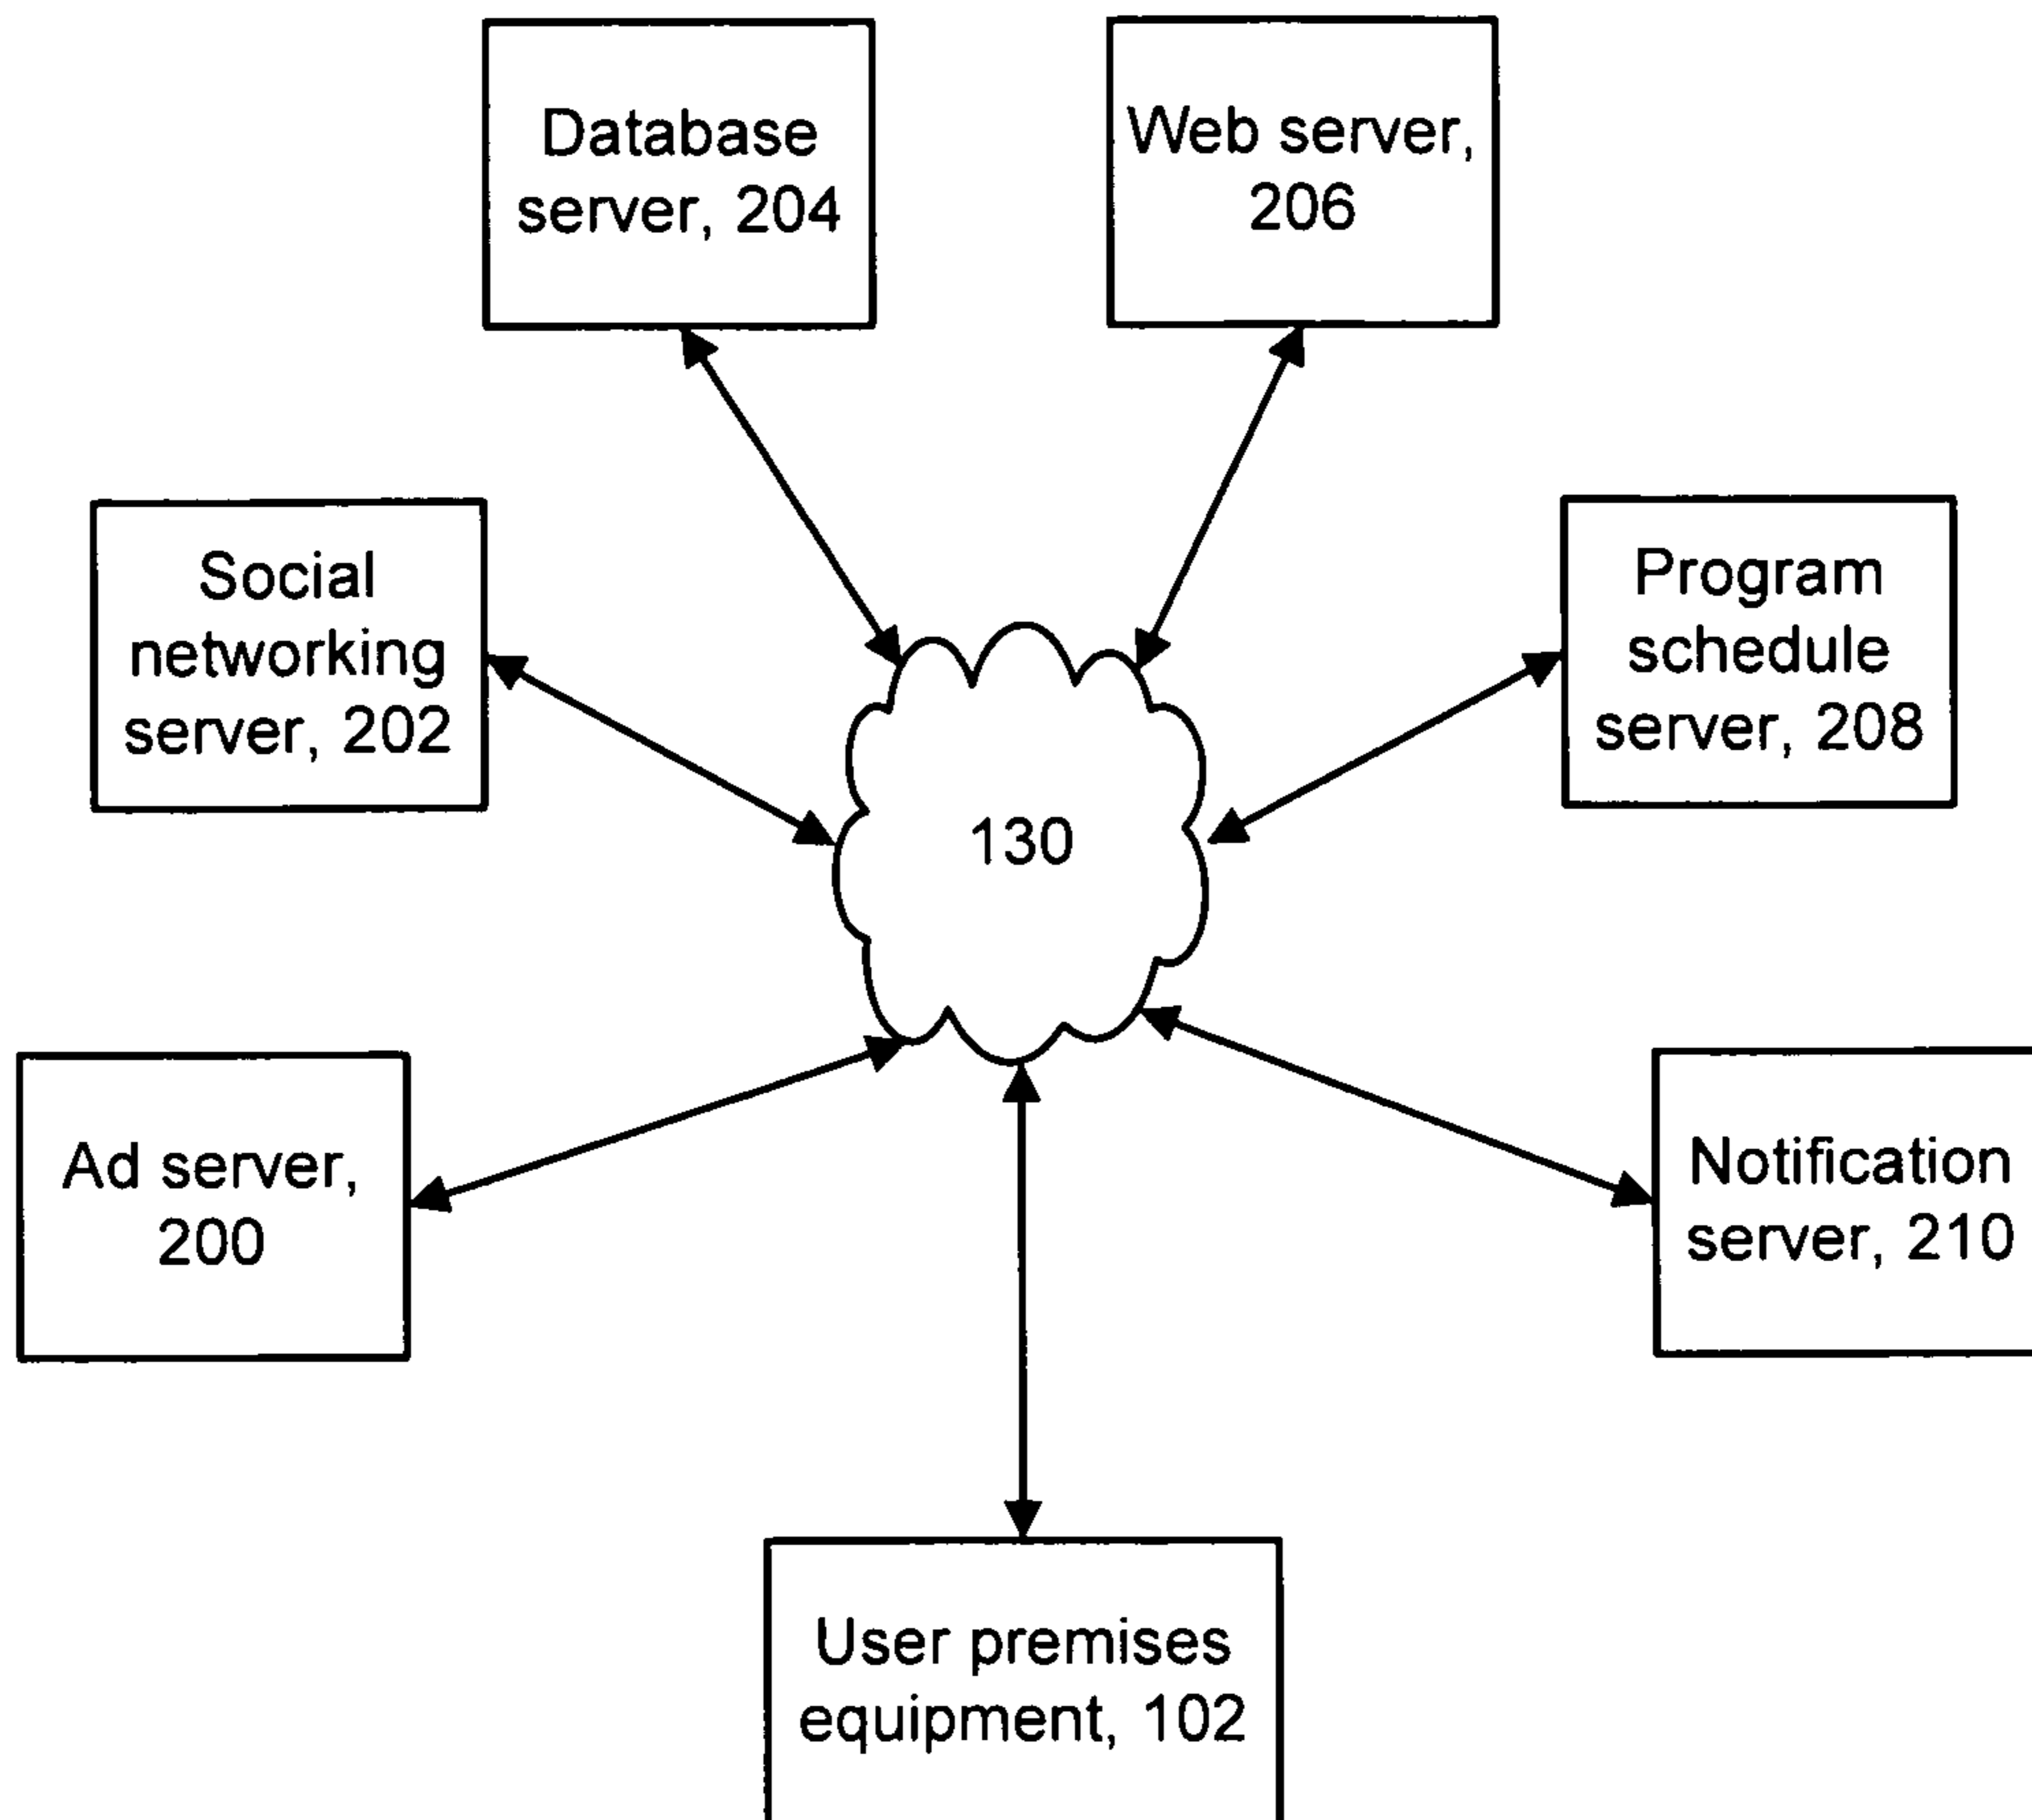 Database
server, 204
Web server,
206
Social
networking
server, 202
Program
schedule
server, 208
130
Ad server,
200
Notification
server, 210
User premises
equipment, 102